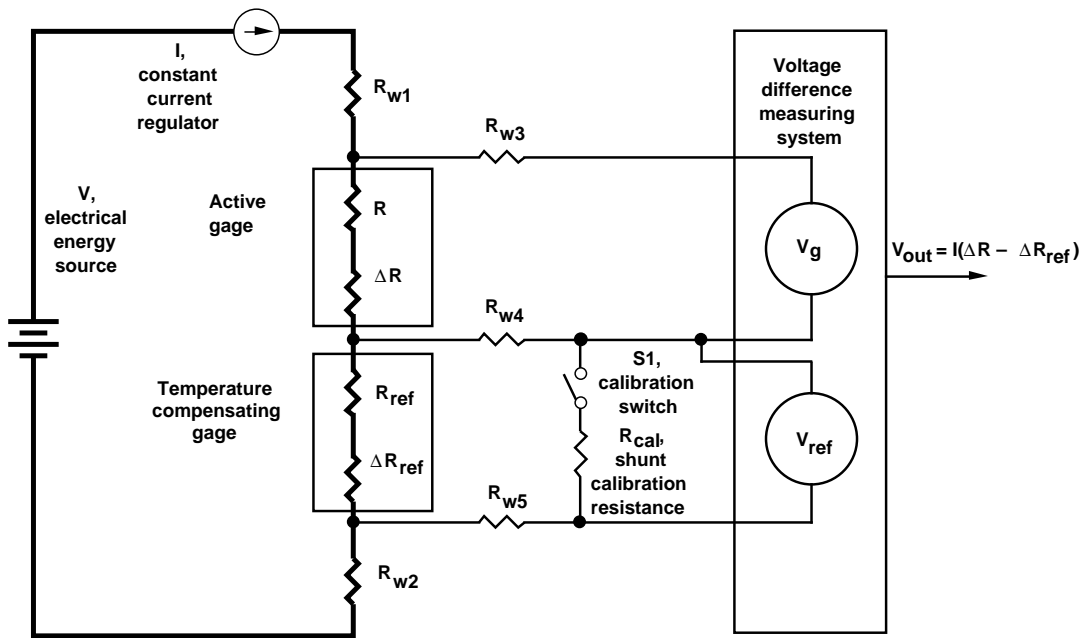 I,
constant
current
regulator
V,
electrical
energy
source
R_w1
R_w3
Active
gage
R
ΔR
R_w4
Temperature
compensating
gage
R_ref
ΔR_ref
R_w5
R_w2
S1,
calibration
switch
R_cal,
shunt
calibration
resistance
Voltage
difference
measuring
system
V_g
V_ref
V_out = I(ΔR – ΔR_ref)